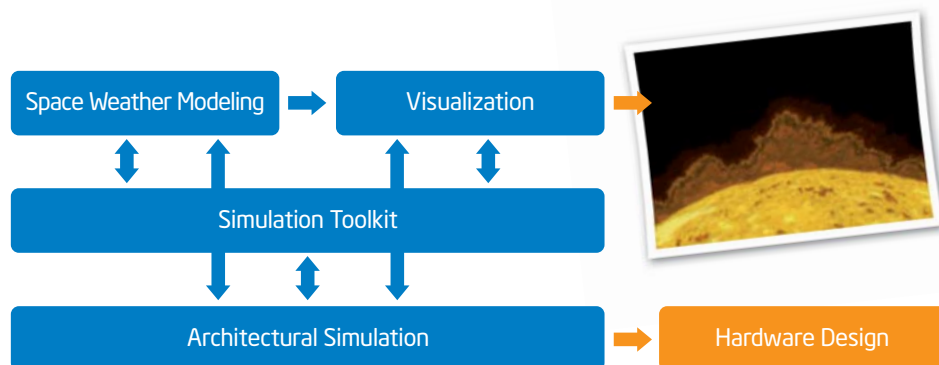 Space Weather Modeling
Visualization
Simulation Toolkit
Architectural Simulation
Hardware Design